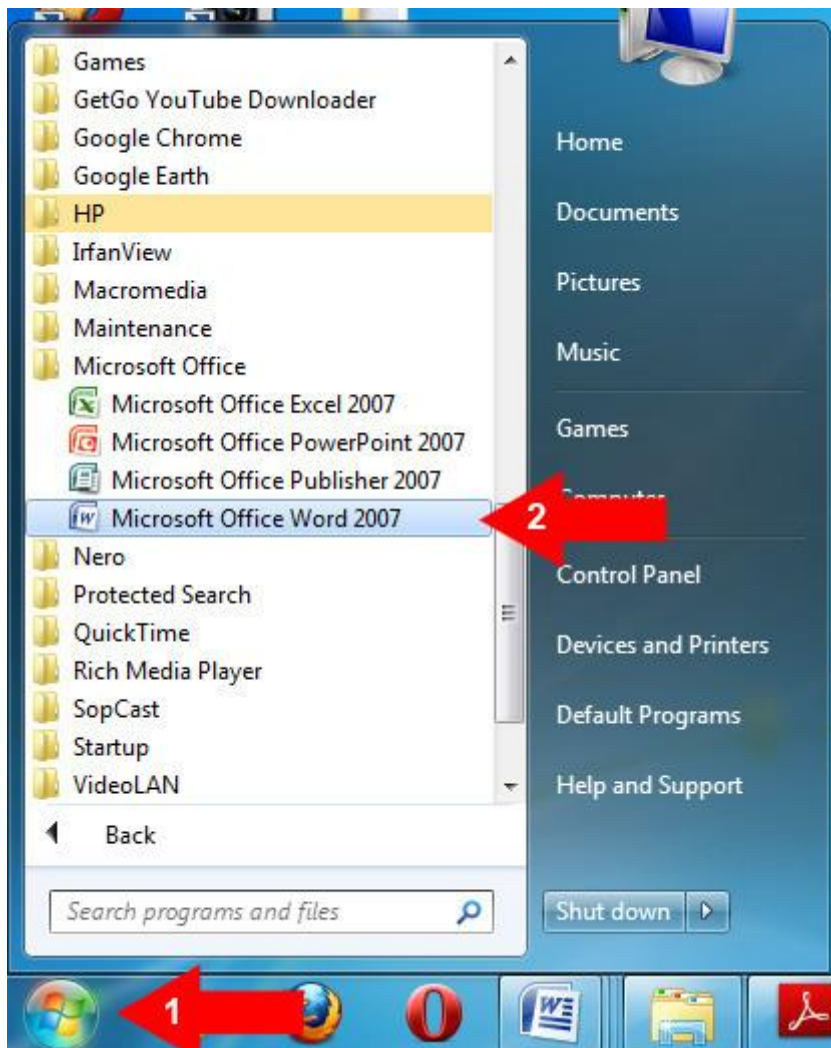 Games
GetGo YouTube Downloader
Google Chrome
Google Earth
HP
IrfanView
Macromedia
Maintenance
Microsoft Office
Microsoft Office Excel 2007
Microsoft Office PowerPoint 2007
Microsoft Office Publisher 2007
Microsoft Office Word 2007
Nero
Protected Search
QuickTime
Rich Media Player
SopCast
Startup
VideoLAN
Back
Search programs and files
Home
Documents
Pictures
Music
Games
2
Computer
Control Panel
Devices and Printers
Default Programs
Help and Support
Shut down
1